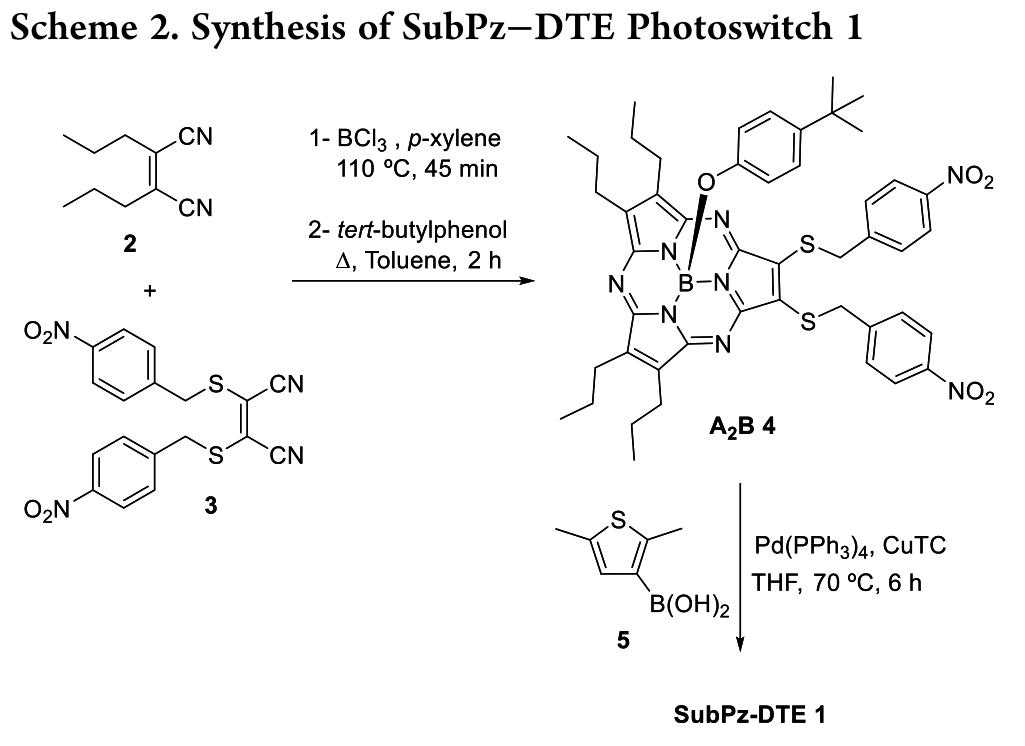 Scheme 2. Synthesis of SubPz−DTE Photoswitch 1
CN
CN
2
+
O₂N
S
CN
S
CN
O₂N
3
1- BCl₃ , p-xylene
110 ºC, 45 min
2- tert-butylphenol
Δ, Toluene, 2 h
O
N
NO₂
N
S
N
B
N
N
S
N
NO₂
A₂B 4
S
B(OH)₂
5
Pd(PPh₃)₄, CuTC
THF, 70 ºC, 6 h
SubPz-DTE 1